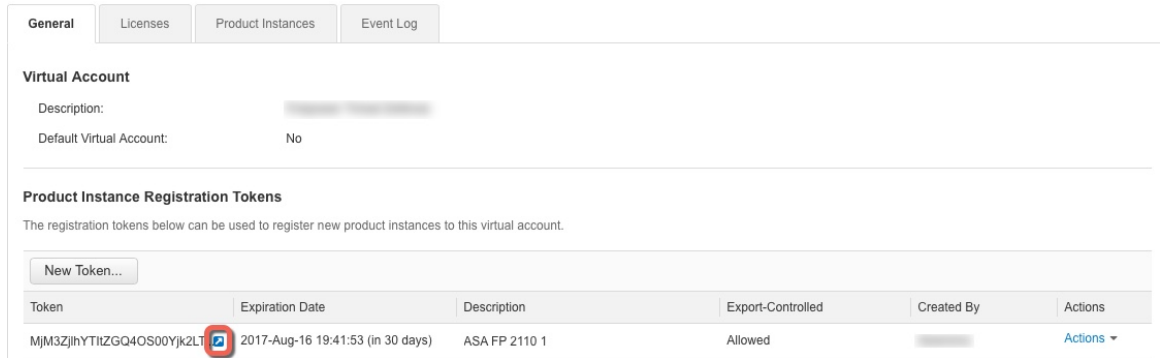 General Licenses Product Instances Event Log
Virtual Account
Description:
Default Virtual Account: No
Product Instance Registration Tokens
The registration tokens below can be used to register new product instances to this virtual account.
New Token...
Token Expiration Date Description Export-Controlled Created By Actions
MjM3ZjlhYTItZGQ4OS00Yjk2LT 2017-Aug-16 19:41:53 (in 30 days) ASA FP 2110 1 Allowed Actions